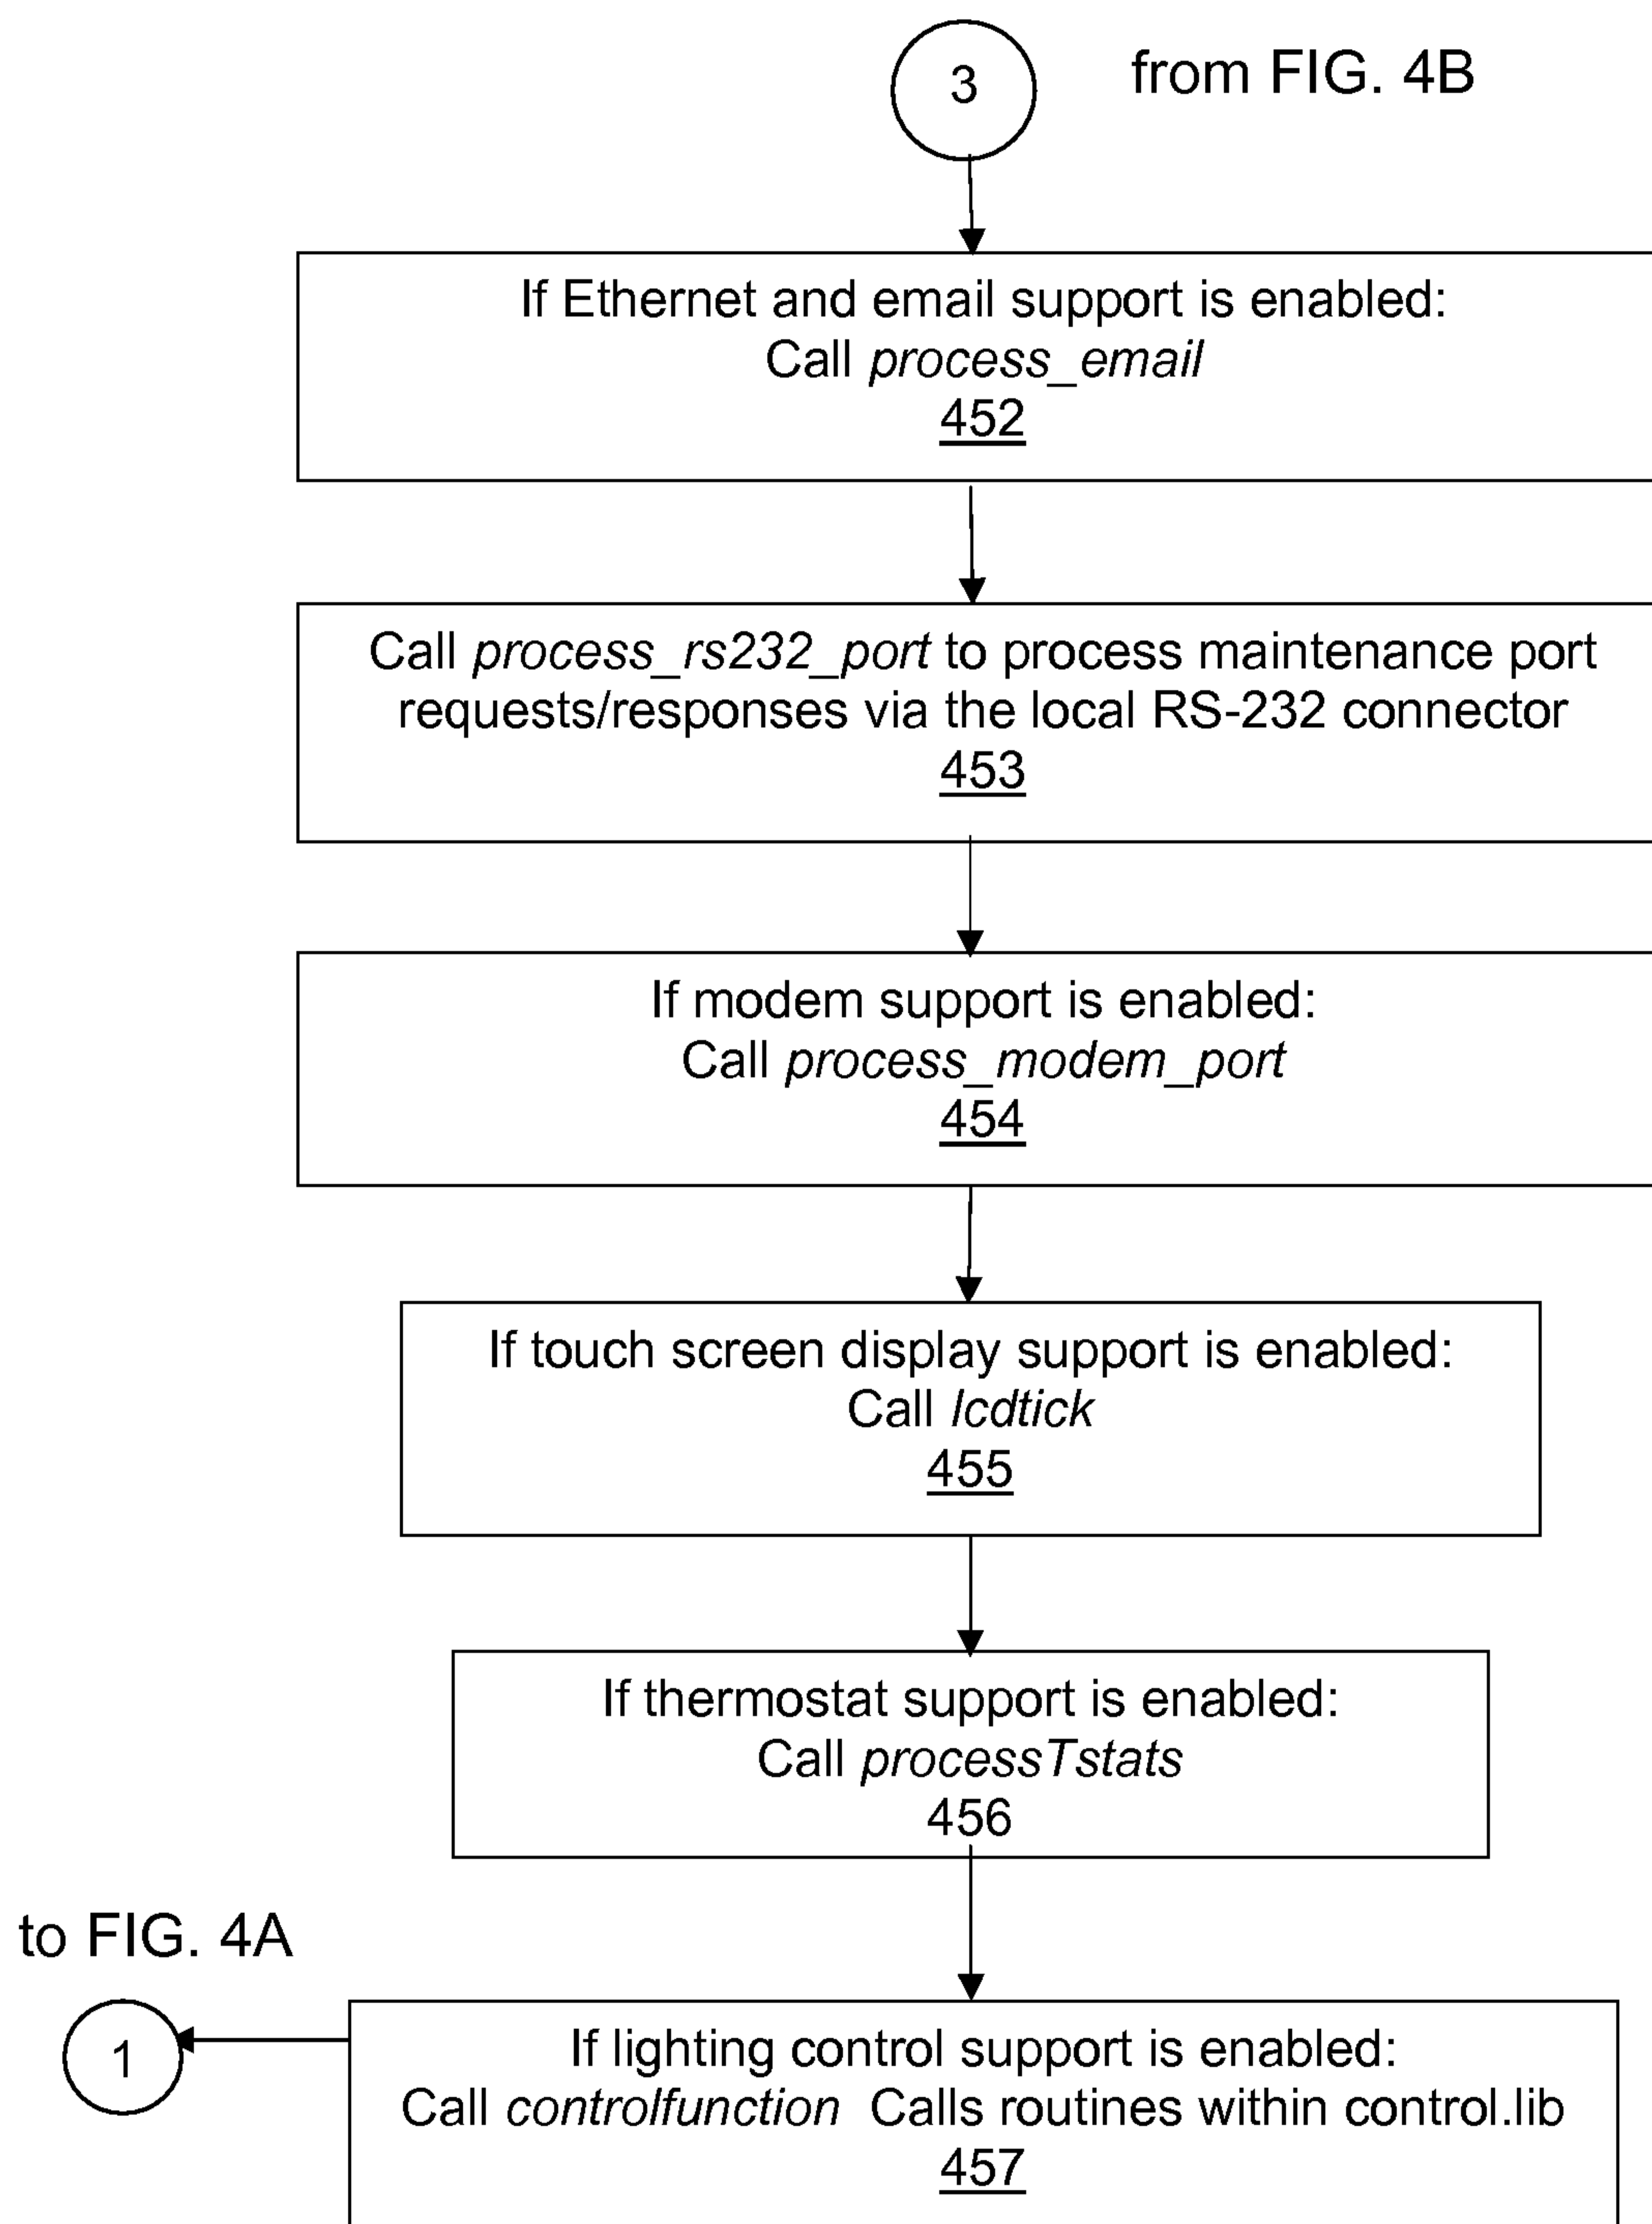 3
from FIG. 4B
If Ethernet and email support is enabled:
Call process_email
452
Call process_rs232_port to process maintenance port
requests/responses via the local RS-232 connector
453
If modem support is enabled:
Call process_modem_port
454
If touch screen display support is enabled:
Call lcdtick
455
If thermostat support is enabled:
Call processTstats
456
to FIG. 4A
1
If lighting control support is enabled:
Call controlfunction Calls routines within control.lib
457